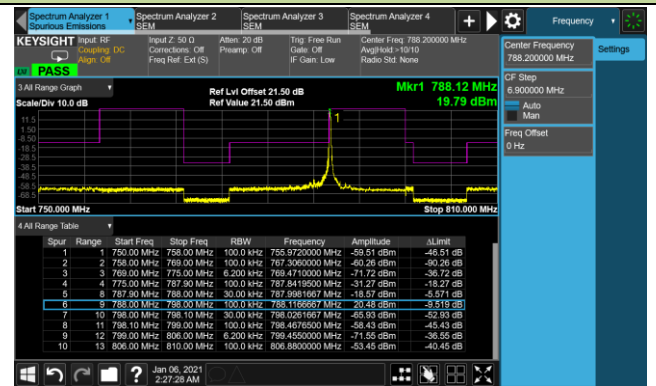 Spectrum Analyzer 1
Spurious Emissions
Spectrum Analyzer 2
SEM
Spectrum Analyzer 3
SEM
Spectrum Analyzer 4
SEM
+
Frequency
KEYSIGHT
Input: RF
Coupling: DC
Align: Off
Input Z: 50 Ω
Corrections: Off
Freq Ref: Ext (S)
Atten: 20 dB
Preamp: Off
Trig: Free Run
Gate: Off
IF Gain: Low
Center Freq: 788.200000 MHz
Avg|Hold:>10/10
Radio Std: None
PASS
Center Frequency
788.200000 MHz
Settings
CF Step
6.900000 MHz
Auto
Man
Freq Offset
0 Hz
3 All Range Graph
Scale/Div 10.0 dB
Ref Lvl Offset 21.50 dB
Ref Value 21.50 dBm
Mkr1 788.12 MHz
19.79 dBm
1
11.5
1.50
-8.50
-18.5
-28.5
-38.5
-48.5
-58.5
-68.5
Start 750.000 MHz
Stop 810.000 MHz
4 All Range Table
Spur Range Start Freq Stop Freq RBW Frequency Amplitude ΔLimit
1 1 750.00 MHz 758.00 MHz 100.0 kHz 755.9720000 MHz -59.51 dBm -46.51 dB
2 2 758.00 MHz 768.00 MHz 100.0 kHz 767.3060000 MHz -60.26 dBm -90.26 dB
3 3 769.00 MHz 775.00 MHz 6.200 kHz 769.4710000 MHz -71.72 dBm -36.72 dB
4 4 775.00 MHz 787.90 MHz 100.0 kHz 787.8419500 MHz -31.27 dBm -18.27 dB
5 8 787.90 MHz 788.00 MHz 30.00 kHz 787.9981667 MHz -18.57 dBm -5.571 dB
6 9 788.00 MHz 798.00 MHz 100.0 kHz 788.1166667 MHz 20.48 dBm -9.519 dB
7 10 798.00 MHz 798.10 MHz 30.00 kHz 798.0261667 MHz -65.93 dBm -52.93 dB
8 11 798.10 MHz 799.00 MHz 100.0 kHz 798.4676500 MHz -58.43 dBm -45.43 dB
9 12 799.00 MHz 806.00 MHz 6.200 kHz 799.4550000 MHz -71.55 dBm -36.55 dB
10 13 806.00 MHz 810.00 MHz 100.0 kHz 806.8800000 MHz -53.45 dBm -40.45 dB
?
Jan 06, 2021
2:27:28 AM